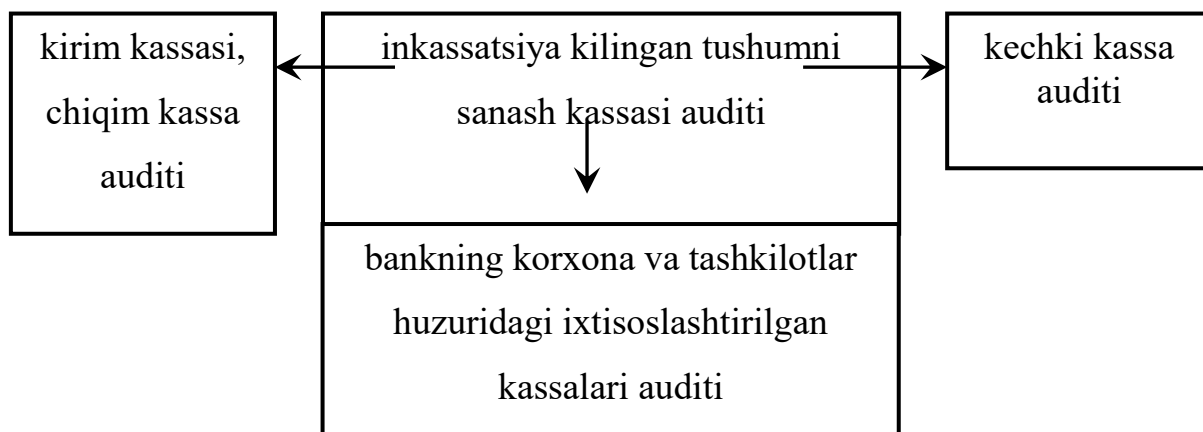 kirim kassasi,
chiqim kassa
auditi
inkassatsiya kilingan tushumni
sanash kassasi auditi
kechki kassa
auditi
bankning korxona va tashkilotlar
huzuridagi ixtisoslashtirilgan
kassalari auditi